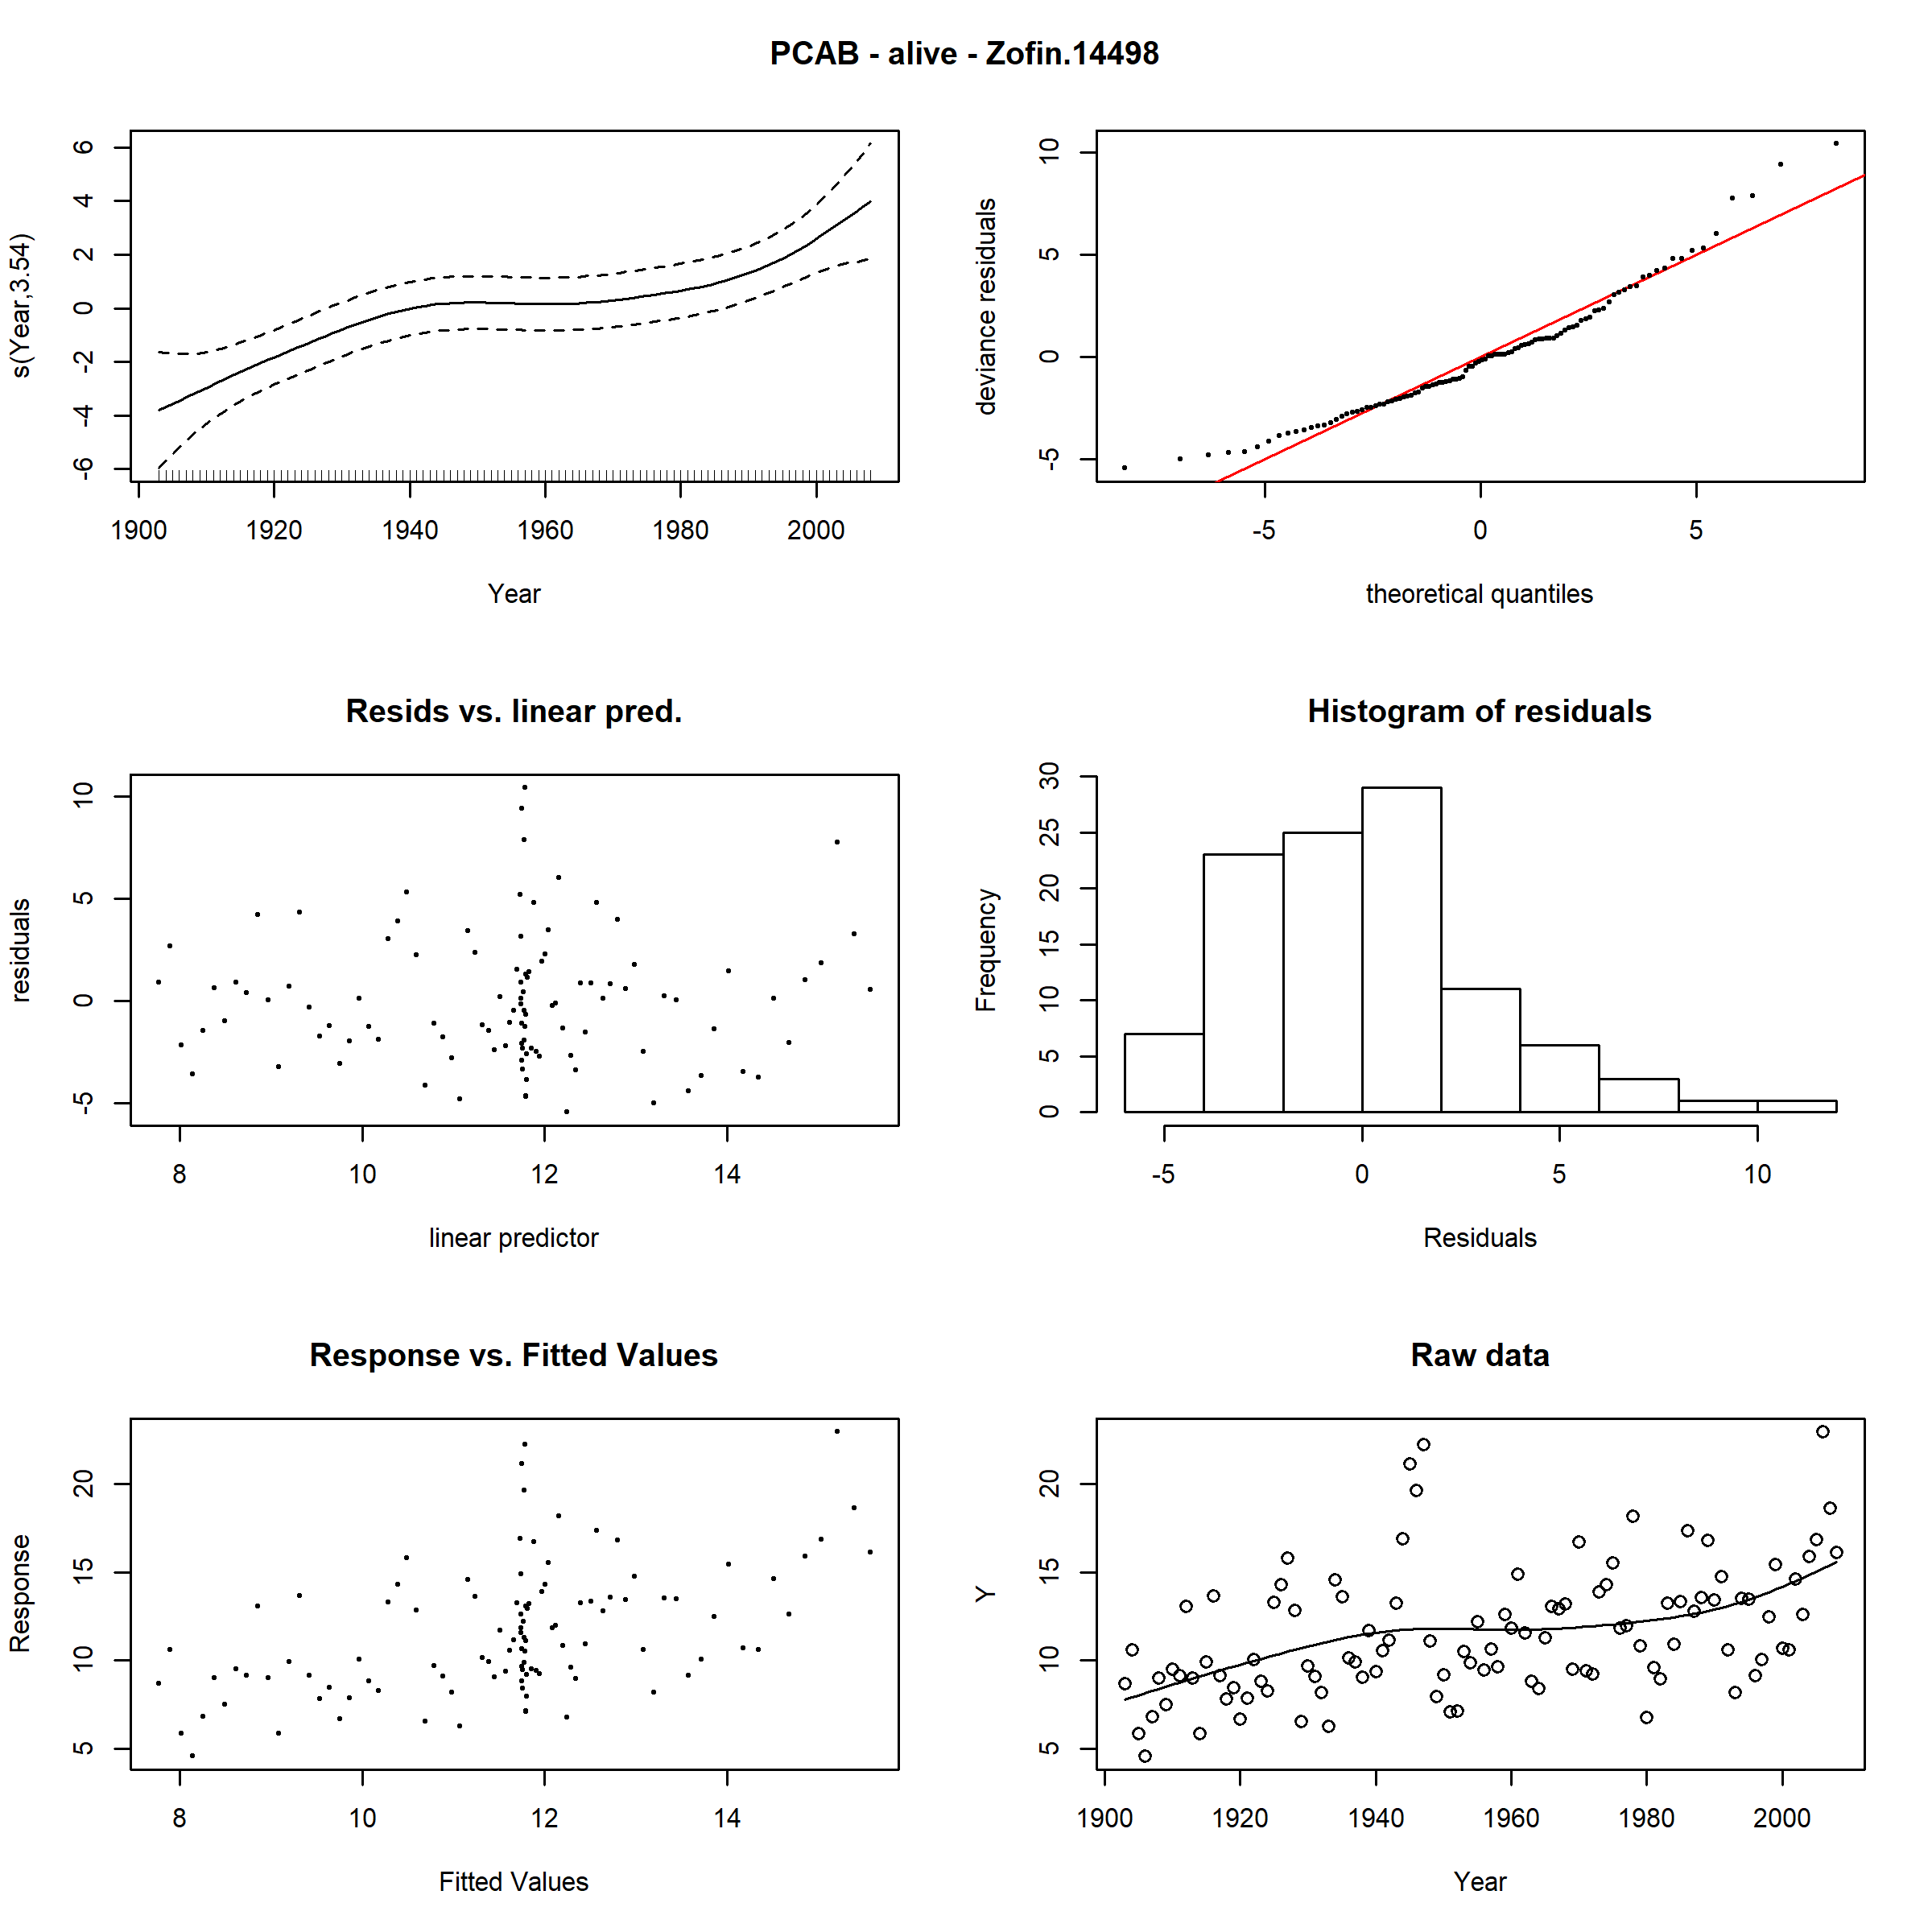 PCAB - alive - Zofin.14498
s(Year,3.54)
-6 -4 -2 0 2 4 6
1900 1920 1940 1960 1980 2000
Year
deviance residuals
-5 0 5 10
-5 0 5
theoretical quantiles
Resids vs. linear pred.
residuals
-5 0 5 10
8 10 12 14
linear predictor
Histogram of residuals
Frequency
0 5 10 15 20 25 30
-5 0 5 10
Residuals
Response vs. Fitted Values
Response
5 10 15 20
8 10 12 14
Fitted Values
Raw data
Y
5 10 15 20
1900 1920 1940 1960 1980 2000
Year